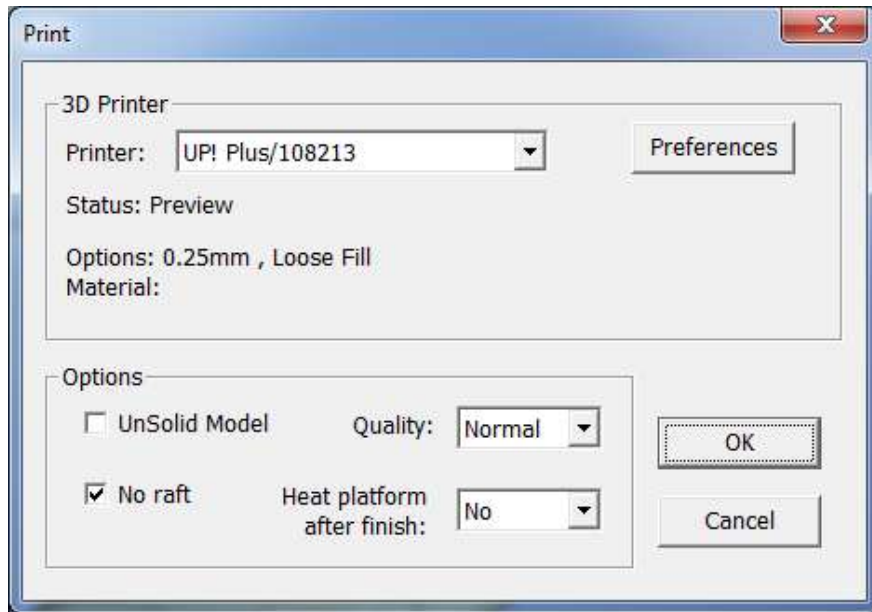 Print
3D Printer
Printer: UP! Plus/108213
Preferences
Status: Preview
Options: 0.25mm , Loose Fill
Material:
Options
UnSolid Model
Quality: Normal
No raft
Heat platform
after finish: No
OK
Cancel